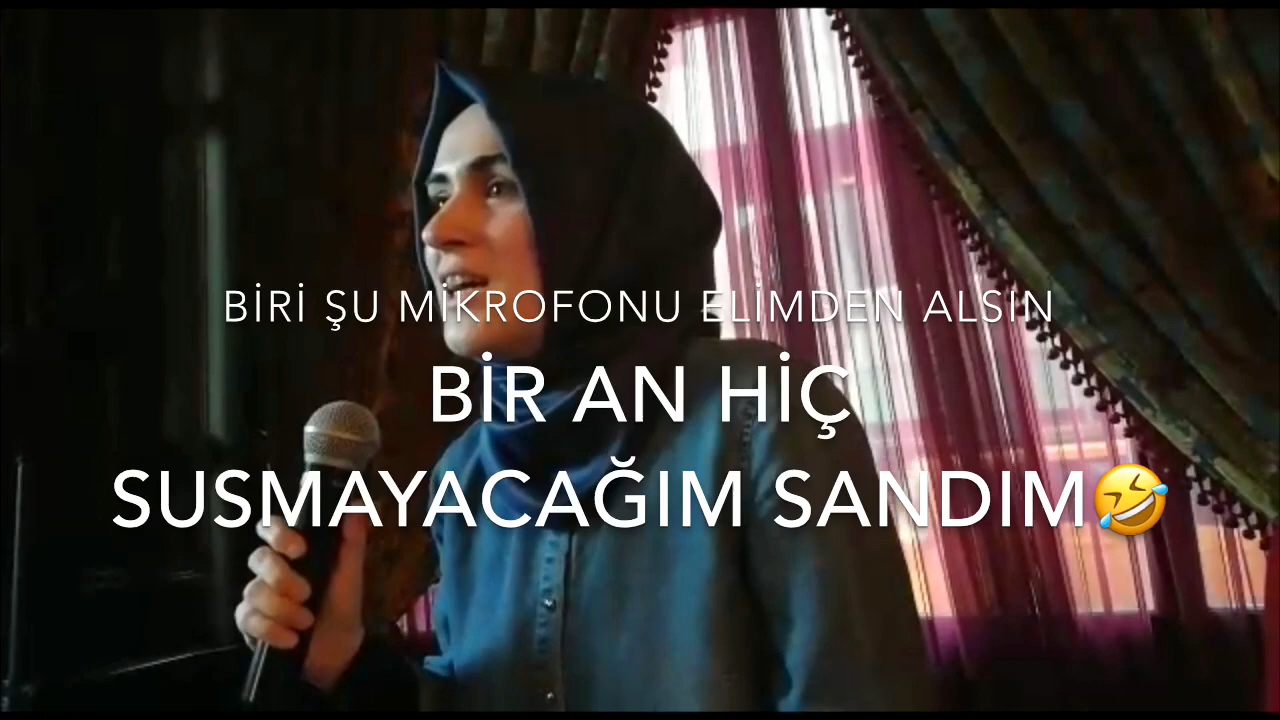 BİRİ ŞU MİKROFONU ELİMDEN ALSIN
BİR AN HİÇ
SUSMAYACAĞIM SANDIM🤣